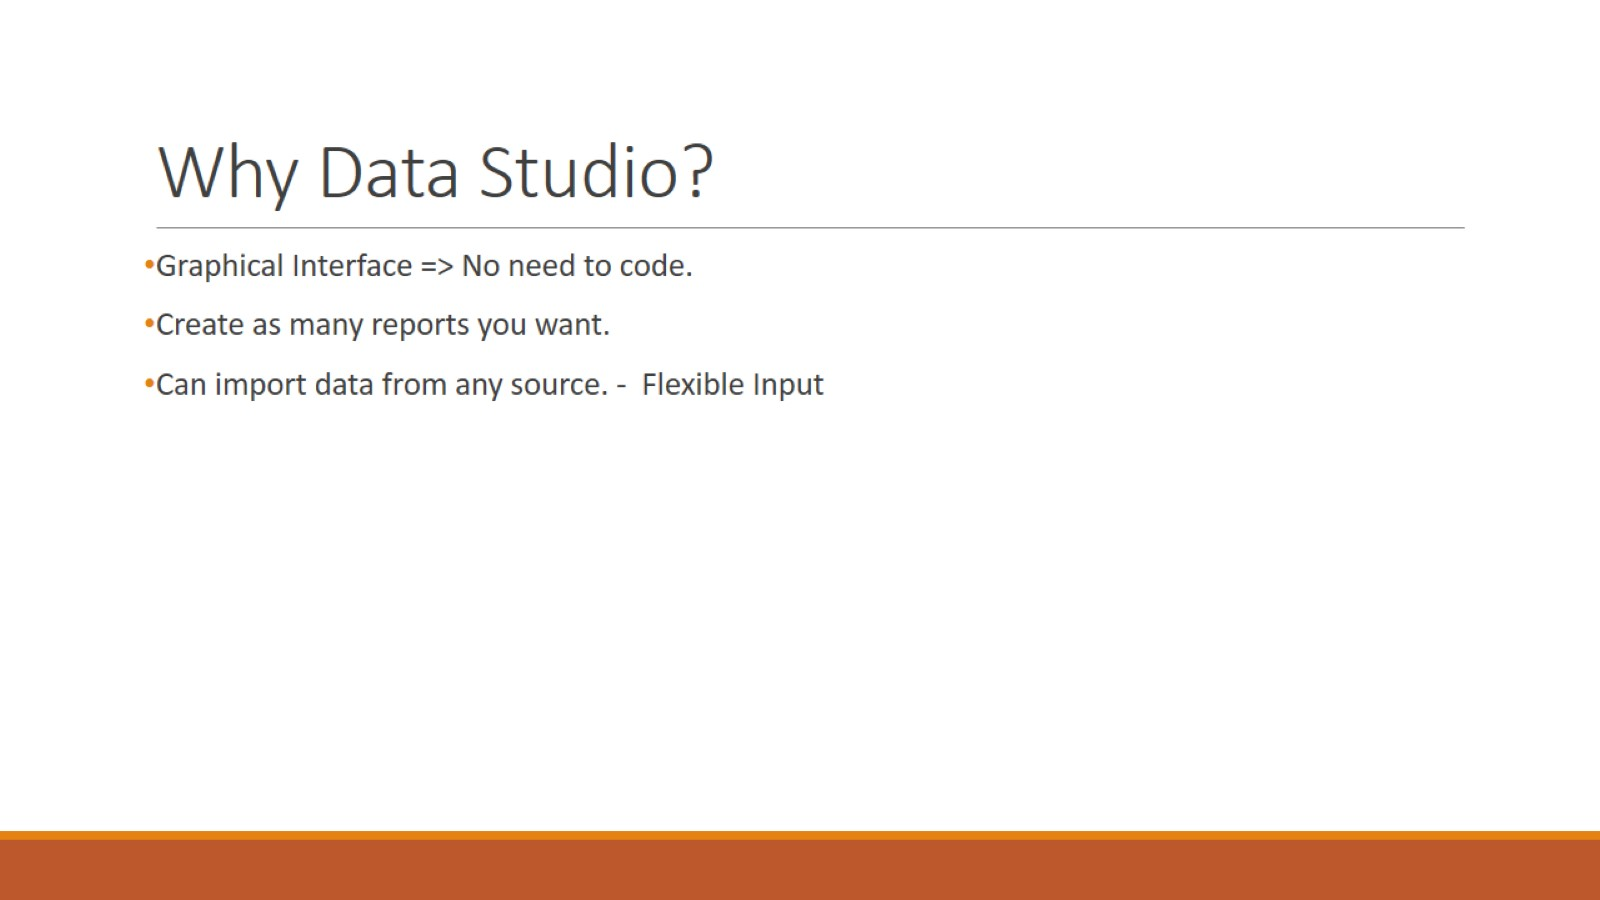 Why Data Studio?
•Graphical Interface => No need to code.
•Create as many reports you want.
•Can import data from any source. -  Flexible Input